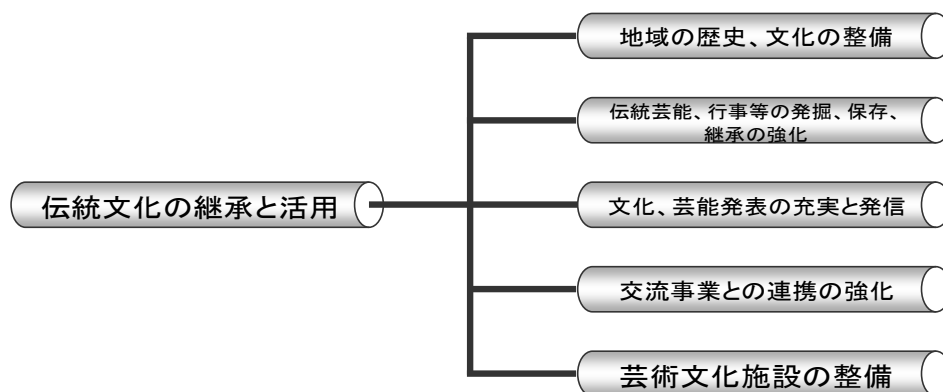 地域の歴史、文化の整備
伝統芸能、行事等の発掘、保存、
継承の強化
伝統文化の継承と活用
文化、芸能発表の充実と発信
交流事業との連携の強化
芸術文化施設の整備